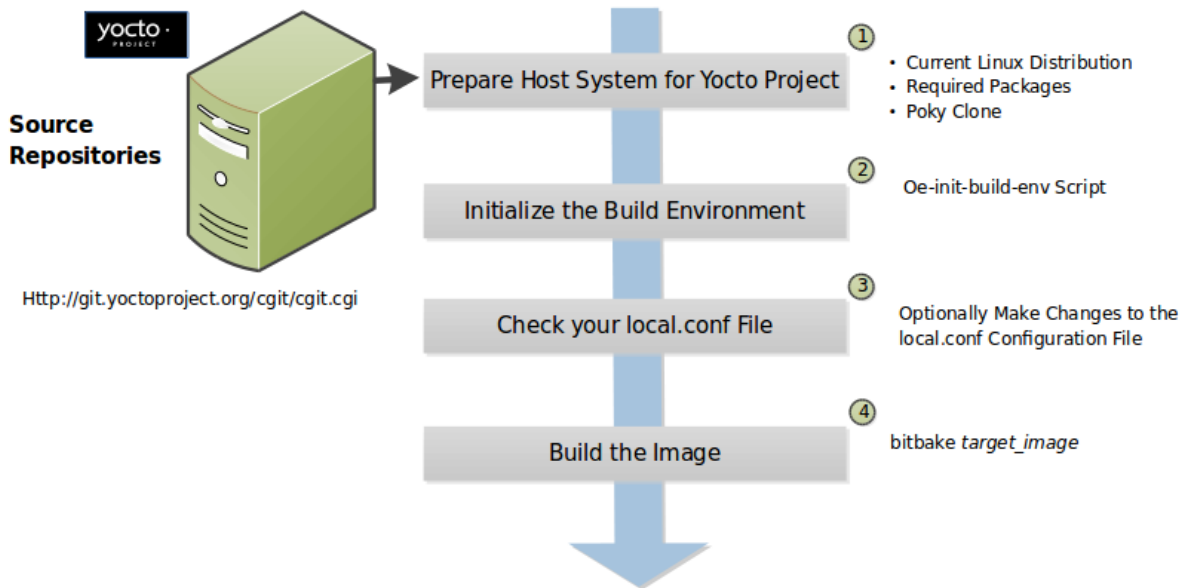 yocto ·
PROJECT
Source
Repositories
Http://git.yoctoproject.org/cgit/cgit.cgi
Prepare Host System for Yocto Project
1
• Current Linux Distribution
• Required Packages
• Poky Clone
Initialize the Build Environment
2
Oe-init-build-env Script
Check your local.conf File
3
Optionally Make Changes to the
local.conf Configuration File
Build the Image
4
bitbake target_image